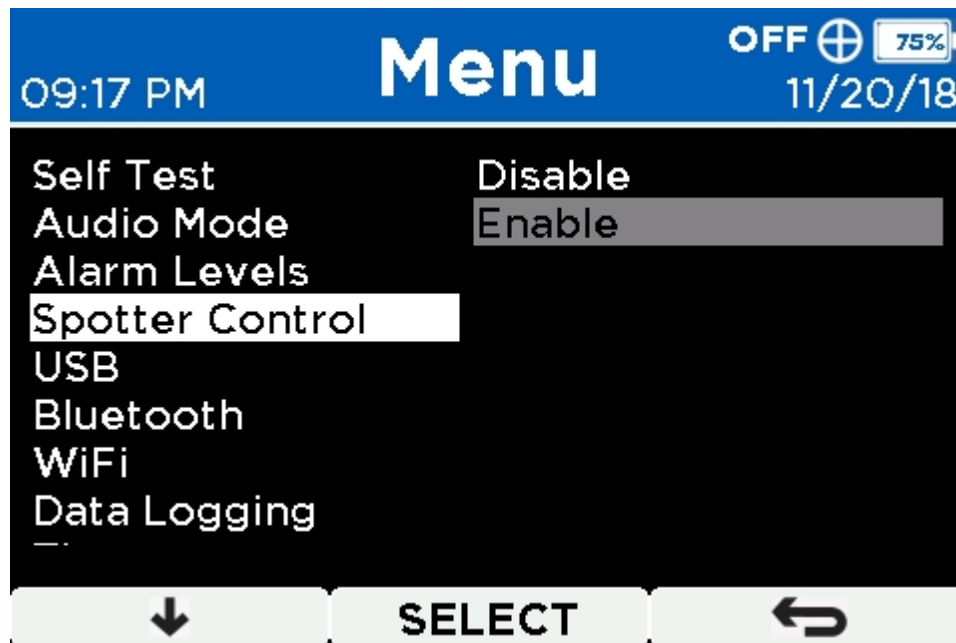 OFF 75%
Menu
09:17 PM
11/20/18
Self Test
Disable
Audio Mode
Enable
Alarm Levels
Spotter Control
USB
Bluetooth
WiFi
Data Logging
SELECT